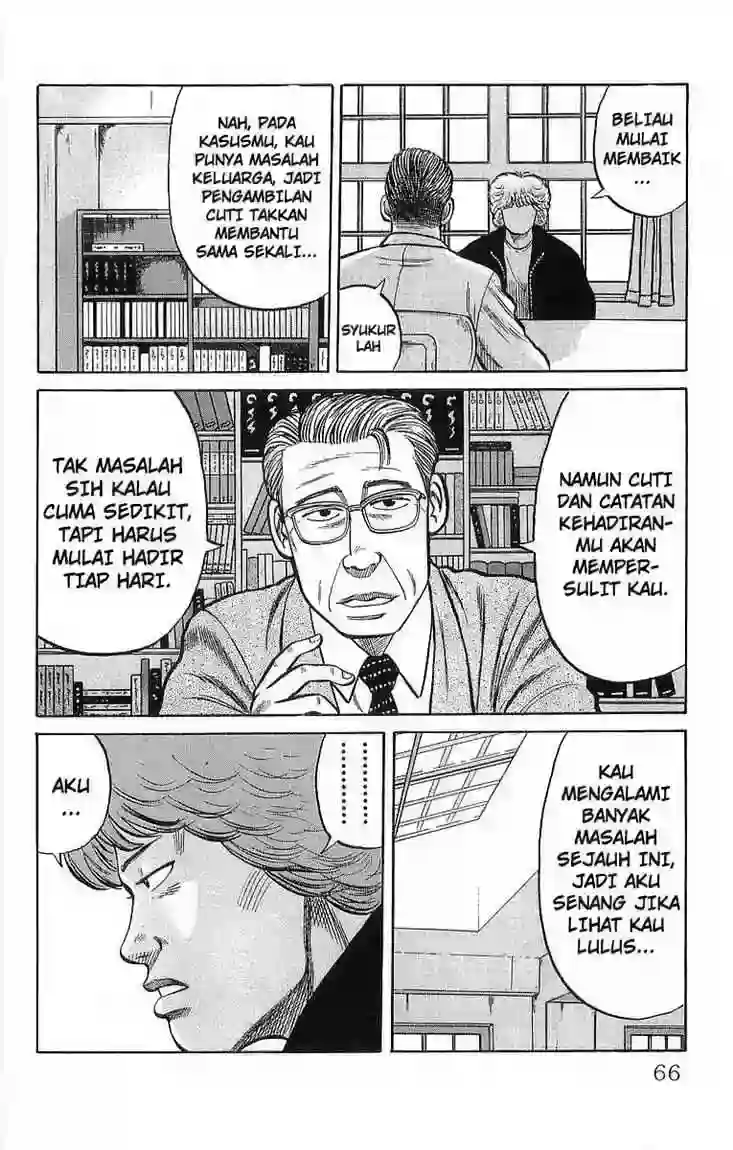 BELIAU
MULAI
MEMBAIK
...
SYUKUR
LAH
NAH, PADA
KASUSMU, KAU
PUNYA MASALAH
KELUARGA, JADI
PENGAMBILAN
CUTI TAKKAN
MEMBANTU
SAMA SEKALI...
NAMUN CUTI
DAN CATATAN
KEHADIRAN-
MU AKAN
MEMPER-
SULIT KAU.
TAK MASALAH
SIH KALAU
CUMA SEDIKIT,
TAPI HARUS
MULAI HADIR
TIAP HARI.
KAU
MENGALAMI
BANYAK
MASALAH
SEJAUH INI,
JADI AKU
SENANG JIKA
LIHAT KAU
LULUS...
.........
AKU
...
66